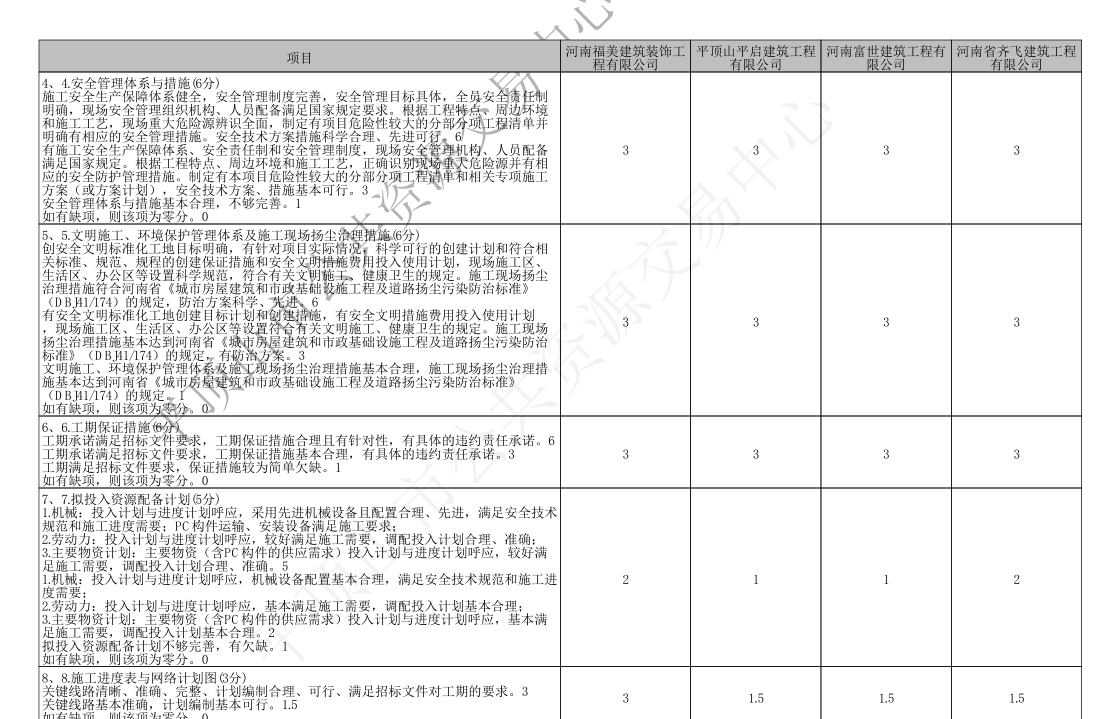 项目
河南福美建筑装饰工
程有限公司
平顶山平启建筑工程
有限公司
河南富世建筑工程有
限公司
河南省齐飞建筑工程
有限公司
4、4.安全管理体系与措施(6分)
施工安全生产保障体系健全，安全管理制度完善，安全管理目标具体，全员安全责任制
明确，现场安全管理组织机构、人员配备满足国家规定要求。根据工程特点、周边环境
和施工工艺，现场重大危险源辨识全面，制定有项目危险性较大的分部分项工程清单并
明确有相应的安全管理措施。安全技术方案措施科学合理、先进可行。6
有施工安全生产保障体系、安全责任制和安全管理制度，现场安全管理机构、人员配备
满足国家规定。根据工程特点、周边环境和施工工艺，正确识别现场重大危险源并有相
应的安全防护管理措施。制定有本项目危险性较大的分部分项工程清单和相关专项施工
方案（或方案计划），安全技术方案、措施基本可行。3
安全管理体系与措施基本合理，不够完善。1
如有缺项，则该项为零分。0
3
3
3
3
5、5.文明施工、环境保护管理体系及施工现场扬尘治理措施(6分)
创安全文明标准化工地目标明确，有针对项目实际情况，科学可行的创建计划和符合相
关标准、规范、规程的创建保证措施和安全文明措施费用投入使用计划，现场施工区、
生活区、办公区等设置科学规范，符合有关文明施工、健康卫生的规定。施工现场扬尘
治理措施符合河南省《城市房屋建筑和市政基础设施工程及道路扬尘污染防治标准》
（DBJ41/174）的规定，防治方案科学、先进。6
有安全文明标准化工地创建目标计划和创建措施，有安全文明措施费用投入使用计划
，现场施工区、生活区、办公区等设置符合有关文明施工、健康卫生的规定。施工现场
扬尘治理措施基本达到河南省《城市房屋建筑和市政基础设施工程及道路扬尘污染防治
标准》（DBJ41/174）的规定，有防治方案。3
文明施工、环境保护管理体系及施工现场扬尘治理措施基本合理，施工现场扬尘治理措
施基本达到河南省《城市房屋建筑和市政基础设施工程及道路扬尘污染防治标准》
（DBJ41/174）的规定。1
如有缺项，则该项为零分。0
3
3
3
3
6、6.工期保证措施(6分)
工期承诺满足招标文件要求，工期保证措施合理且有针对性，有具体的违约责任承诺。6
工期承诺满足招标文件要求，工期保证措施基本合理，有具体的违约责任承诺。3
工期满足招标文件要求，保证措施较为简单欠缺。1
如有缺项，则该项为零分。0
3
3
3
3
7、7.拟投入资源配备计划(5分)
1.机械：投入计划与进度计划呼应，采用先进机械设备且配置合理、先进，满足安全技术
规范和施工进度需要；PC构件运输、安装设备满足施工要求；
2.劳动力：投入计划与进度计划呼应，较好满足施工需要，调配投入计划合理、准确；
3.主要物资计划：主要物资（含PC构件的供应需求）投入计划与进度计划呼应，较好满
足施工需要，调配投入计划合理、准确。5
1.机械：投入计划与进度计划呼应，机械设备配置基本合理，满足安全技术规范和施工进
度需要；
2.劳动力：投入计划与进度计划呼应，基本满足施工需要，调配投入计划基本合理；
3.主要物资计划：主要物资（含PC构件的供应需求）投入计划与进度计划呼应，基本满
足施工需要，调配投入计划基本合理。2
拟投入资源配备计划不够完善，有欠缺。1
如有缺项，则该项为零分。0
2
1
1
2
8、8.施工进度表与网络计划图(3分)
关键线路清晰、准确、完整、计划编制合理、可行、满足招标文件对工期的要求。3
关键线路基本准确，计划编制基本可行。1.5
如有缺项，则该项为零分。0
3
1.5
1.5
1.5
平顶山市公共资源交易中心
平顶山市公共资源交易中心